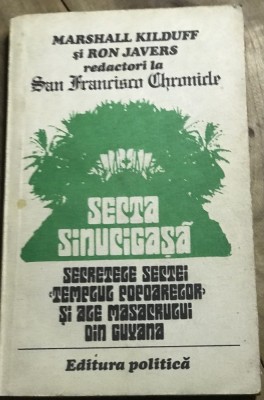 MARSHALL KILDUFF
și RON JAVERS
redactori la
San Francisco Chronicle
SECTA
SINUCIGAȘĂ
SECRETELE SECTEI
«TEMPLUL POPOARELOR»
ȘI ALE MASACRULUI
DIN GUYANA
Editura politică